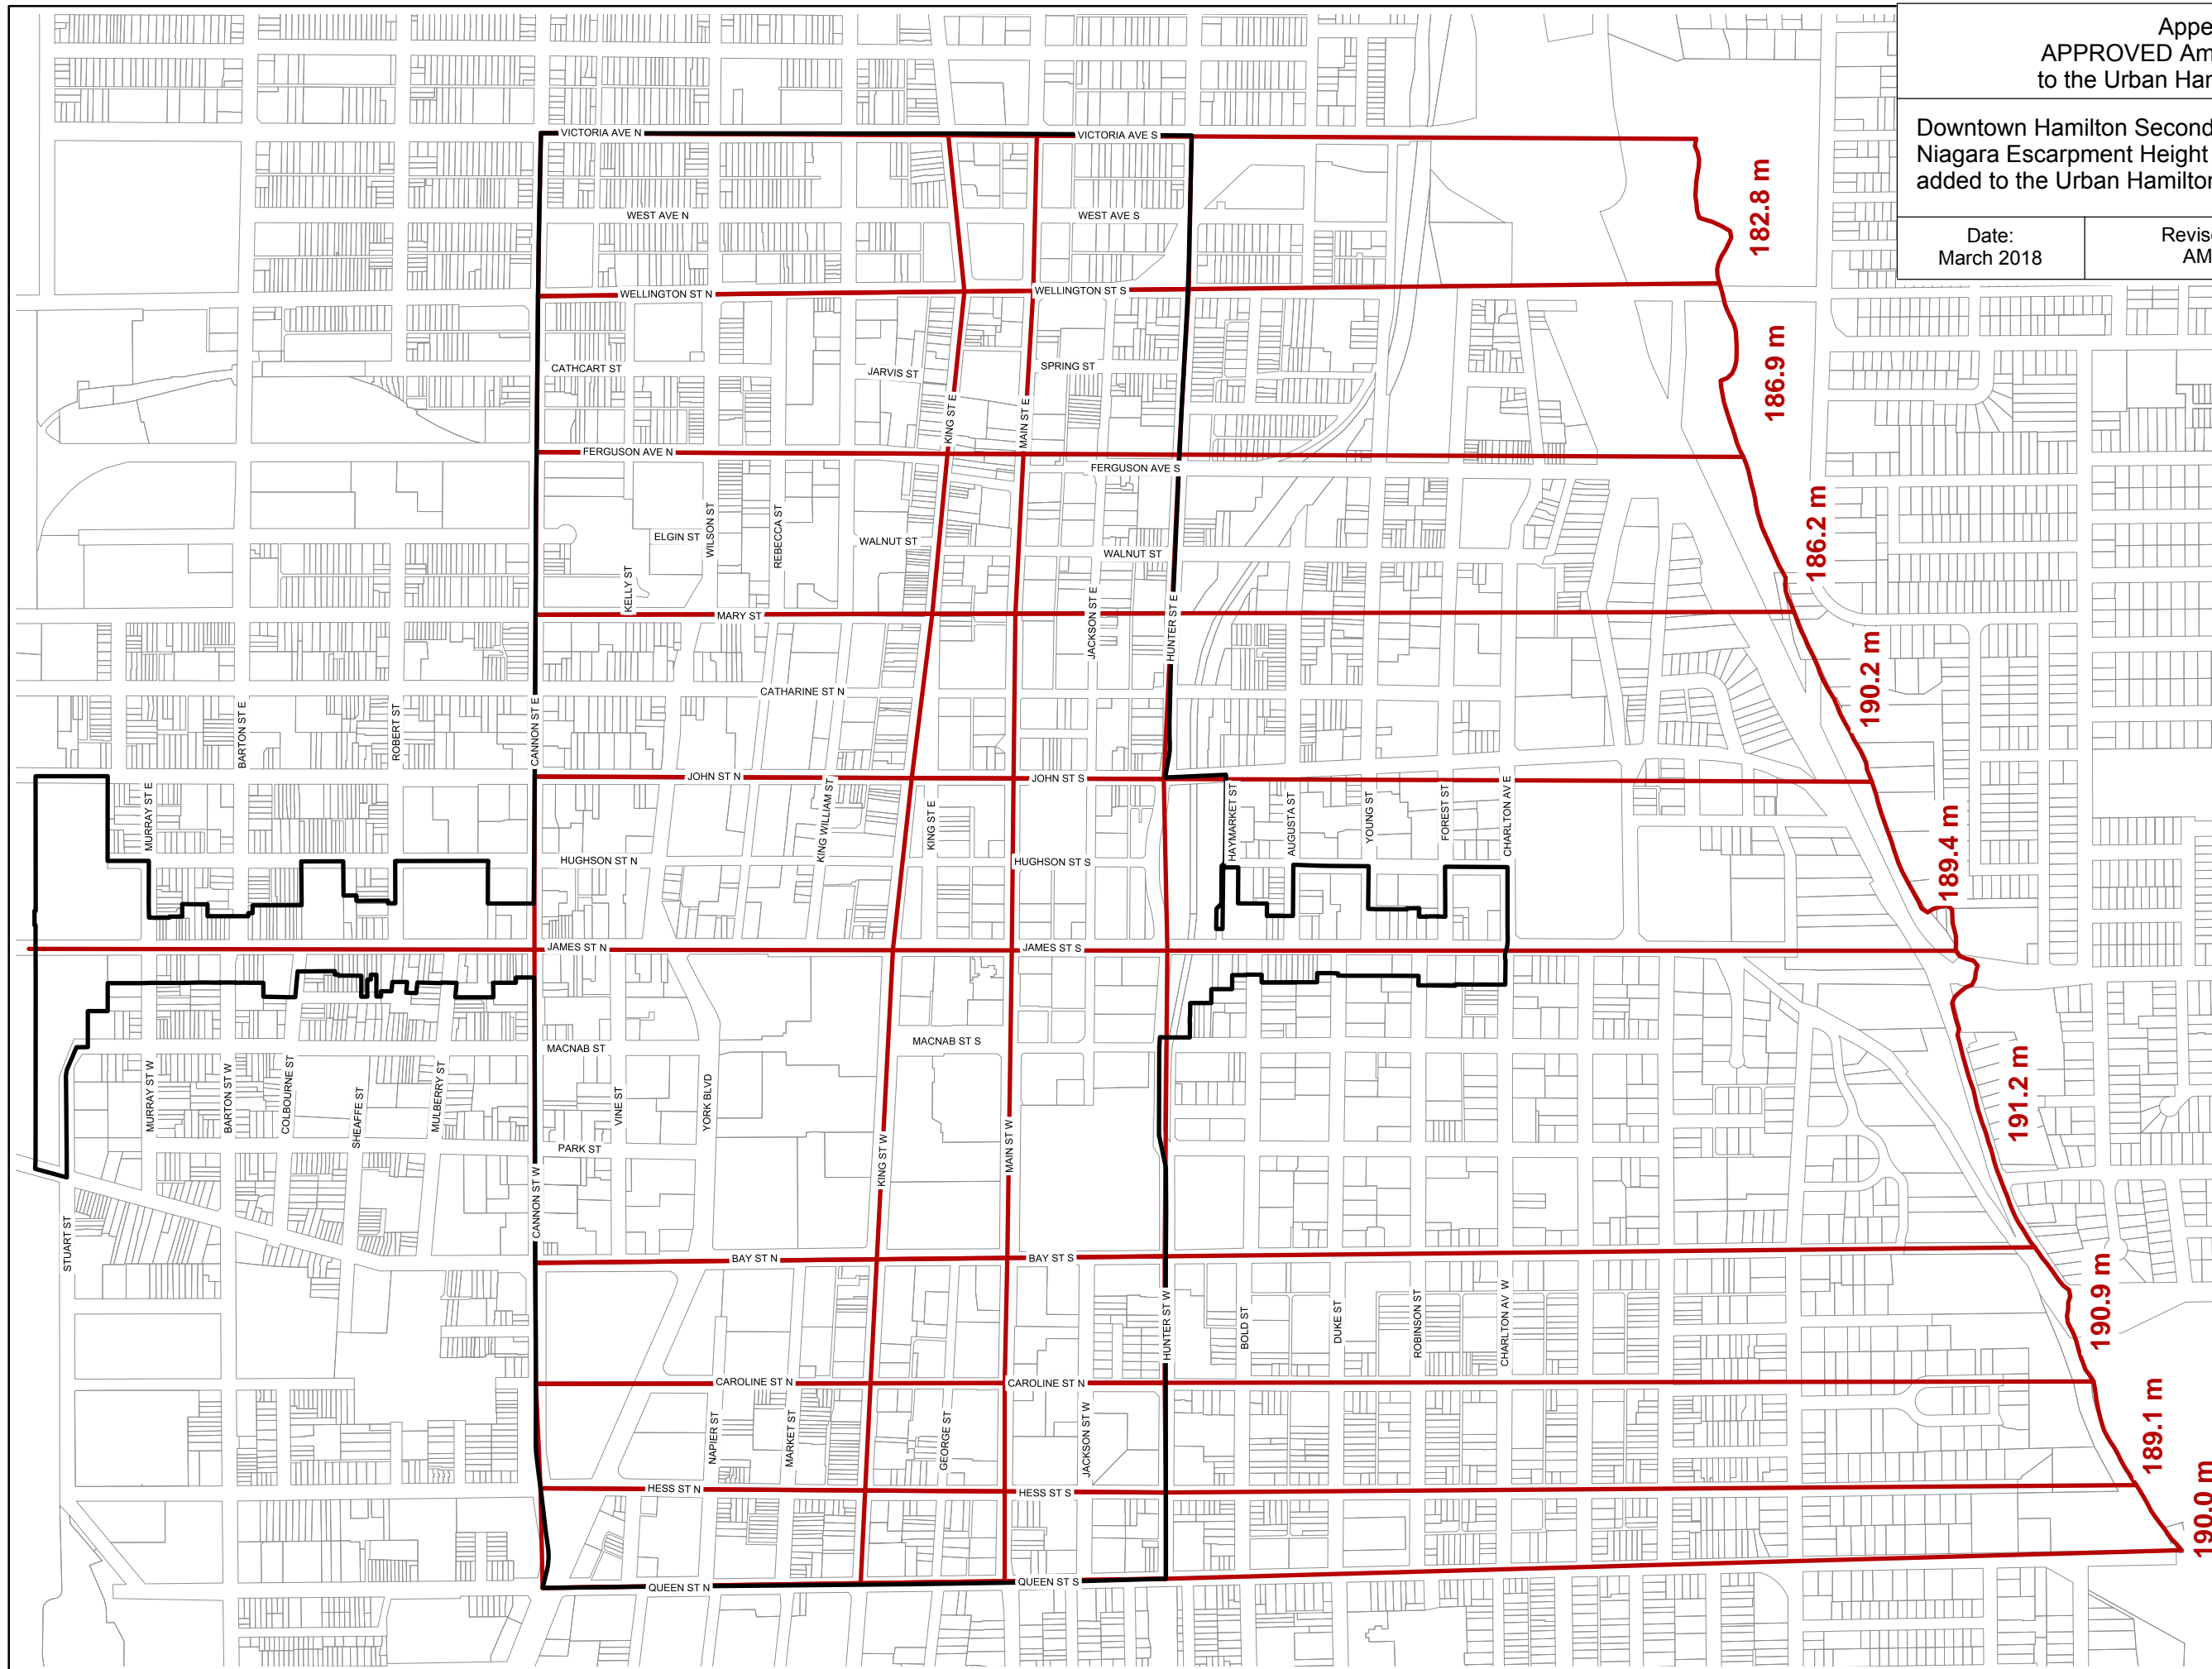 Appe
APPROVED Am
to the Urban Ham
Downtown Hamilton Second
Niagara Escarpment Height
added to the Urban Hamilton
Date:
March 2018
Revis
AM
VICTORIA AVE N
VICTORIA AVE S
182.8 m
WEST AVE N
WEST AVE S
WELLINGTON ST N
WELLINGTON ST S
186.9 m
CATHCART ST
JARVIS ST
SPRING ST
KING ST E
MAIN ST E
FERGUSON AVE N
FERGUSON AVE S
186.2 m
ELGIN ST
WILSON ST
REBECCA ST
WALNUT ST
WALNUT ST
KELLY ST
MARY ST
JACKSON ST E
HUNTER ST E
190.2 m
CATHARINE ST N
BARTON ST E
ROBERT ST
CANNON ST E
JOHN ST N
JOHN ST S
MURRAY ST E
KING WILLIAM ST
KING ST E
HAYMARKET ST
AUGUSTA ST
YOUNG ST
FOREST ST
CHARLTON AV E
189.4 m
HUGHSON ST N
HUGHSON ST S
JAMES ST N
JAMES ST S
MACNAB ST
MACNAB ST S
191.2 m
MURRAY ST W
BARTON ST W
COLBOURNE ST
SHEAFFE ST
MULBERRY ST
VINE ST
YORK BLVD
PARK ST
KING ST W
MAIN ST W
CANNON ST W
STUART ST
BAY ST N
BAY ST S
190.9 m
HUNTER ST W
BOLD ST
DUKE ST
ROBINSON ST
CHARLTON AV W
CAROLINE ST N
CAROLINE ST N
189.1 m
NAPIER ST
MARKET ST
GEORGE ST
JACKSON ST W
HESS ST N
HESS ST S
190.0 m
QUEEN ST N
QUEEN ST S